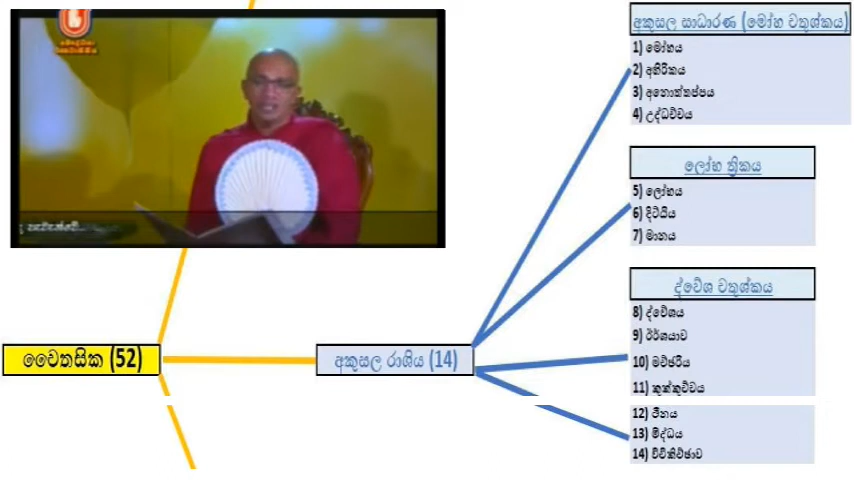 අකුසල සාධාරණ (මෝහ චතුශ්කය)
1) මෝහය
2) අහිරිකය
3) අනොත්තප්පය
4) උද්ධච්චය
ලෝභ ත්‍රිකය
5) ලෝභය
6) දිට්ඨිය
7) මානය
ද්වේශ චතුශ්කය
8) ද්වේශය
9) ඊර්ශයාව
10) මච්ඡරිය
11) කුක්කුච්චය
12) ථීනය
13) මිද්ධය
14) විචිකිච්ඡාව
චෛතසික (52)
අකුසල රාශිය (14)